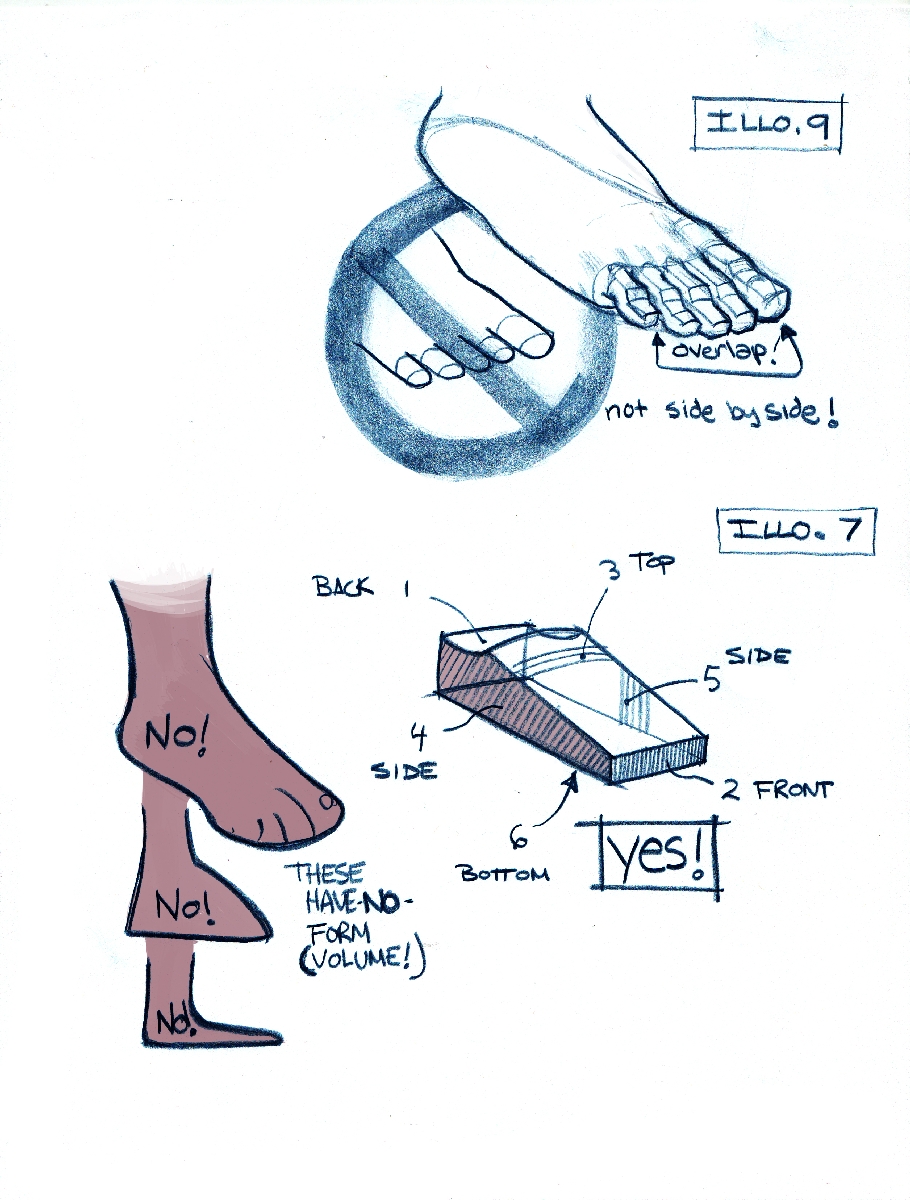 ILLO. 9
overlap!
not side by side!
ILLO. 7
BACK 1
3 TOP
SIDE
5
4
SIDE
2 FRONT
6
BOTTOM
yes!
No!
THESE
HAVE-NO-
FORM
(VOLUME!)
No!
No!